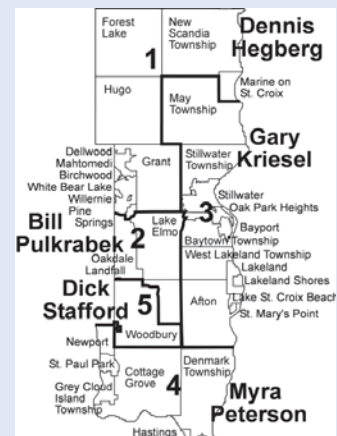 Forest
Lake
New
Scandia
Township
Dennis
Hegberg
1
Hugo
May
Township
Marine on
St. Croix
Gary
Kriesel
Dellwood
Mahtomedi
Birchwood
White Bear Lake
Willernie
Pine
Springs
Grant
Stillwater
Township
Stillwater
Oak Park Heights
3
Bayport
Baytown Township
West Lakeland Township
Lakeland
Lakeland Shores
Lake St. Croix Beach
St. Mary's Point
Bill
Pulkrabek
2
Lake
Elmo
Oakdale
Landfall
Dick
Stafford
5
Afton
Woodbury
Newport
St. Paul Park
Grey Cloud
Island
Township
Cottage
Grove
4
Denmark
Township
Myra
Peterson
Hastings